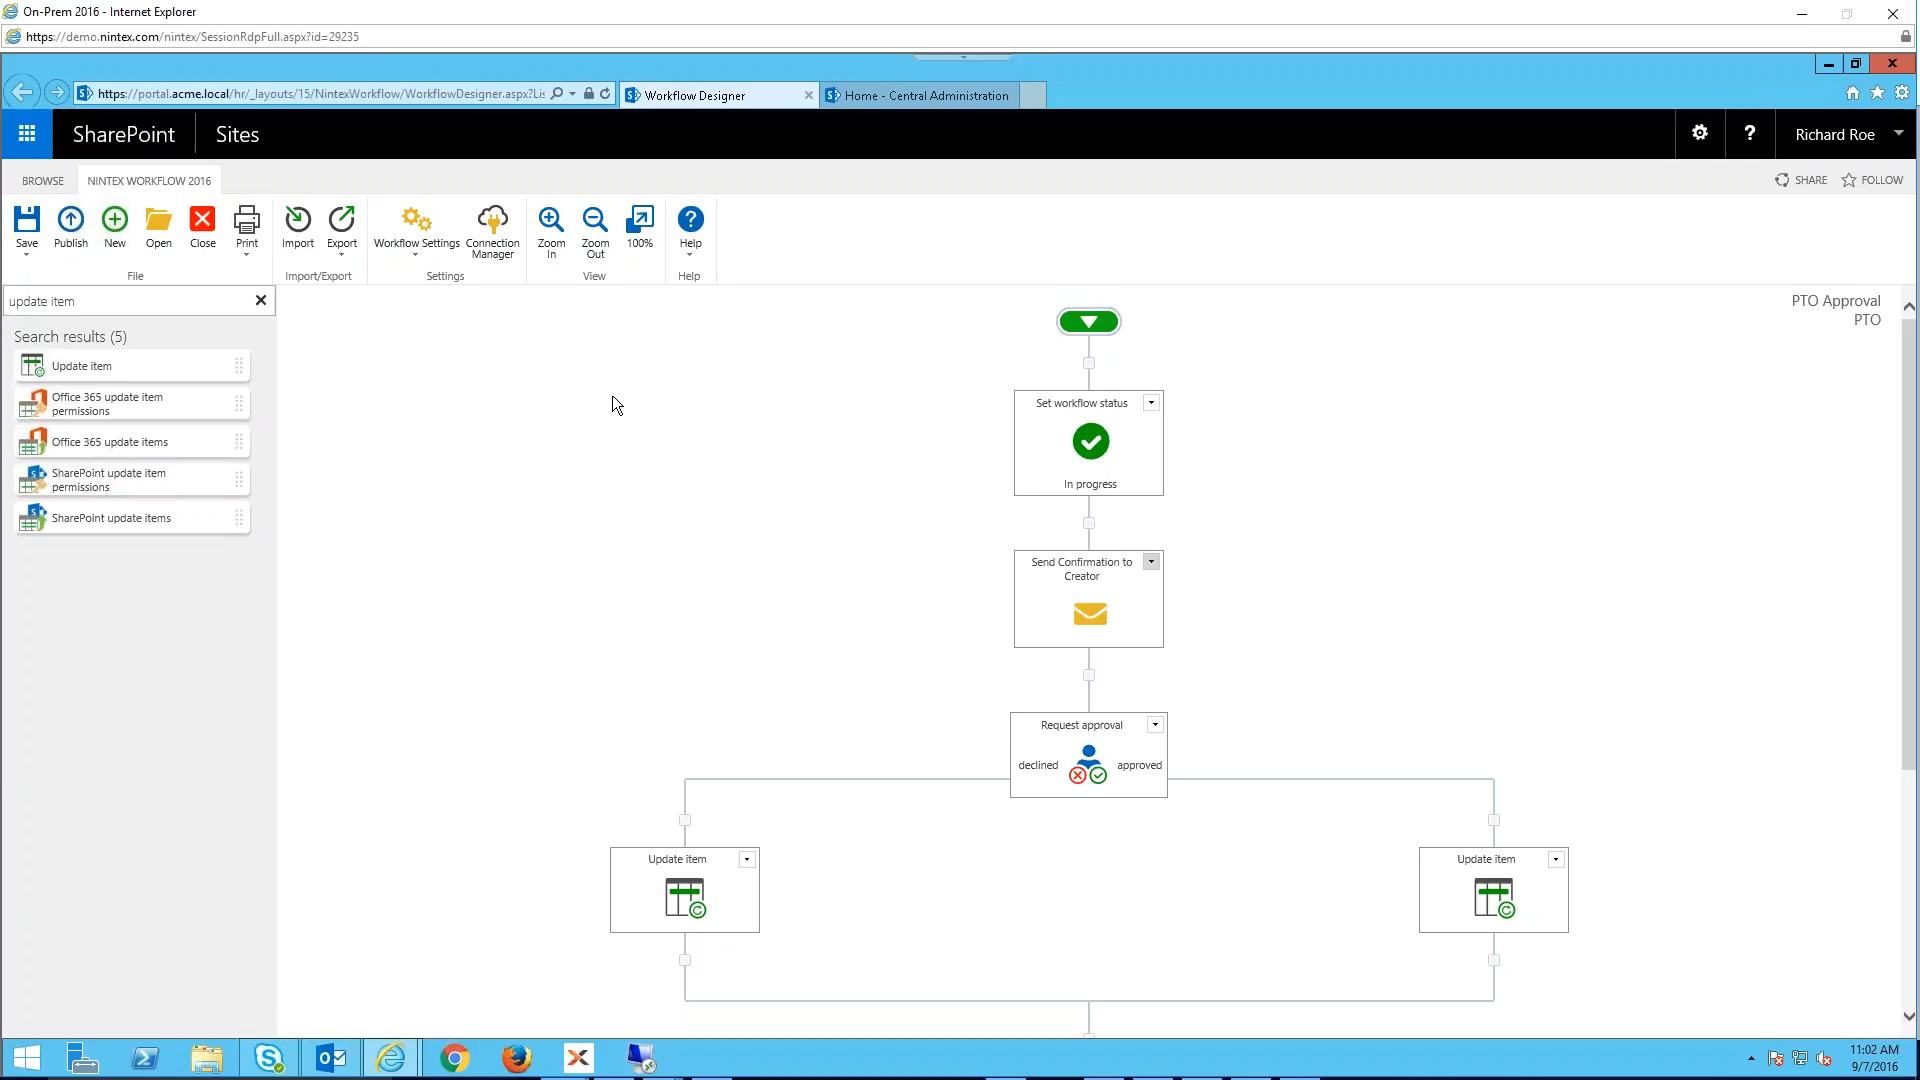 On-Prem 2016 - Internet Explorer
https://demo.nintex.com/nintex/SessionRdpFull.aspx?id=29235
https://portal.acme.local/hr/_layouts/15/NintexWorkflow/WorkflowDesigner.aspx?Lis
Workflow Designer
Home - Central Administration
SharePoint
Sites
Richard Roe
BROWSE
NINTEX WORKFLOW 2016
SHARE
FOLLOW
Save
Publish
New
Open
Close
Print
Import
Export
Workflow Settings
Connection
Manager
Zoom
In
Zoom
Out
100%
Help
File
Import/Export
Settings
View
Help
update item
Search results (5)
Update item
Office 365 update item
permissions
Office 365 update items
SharePoint update item
permissions
SharePoint update items
PTO Approval
PTO
Set workflow status
In progress
Send Confirmation to
Creator
Request approval
declined
approved
Update item
Update item
11:02 AM
9/7/2016